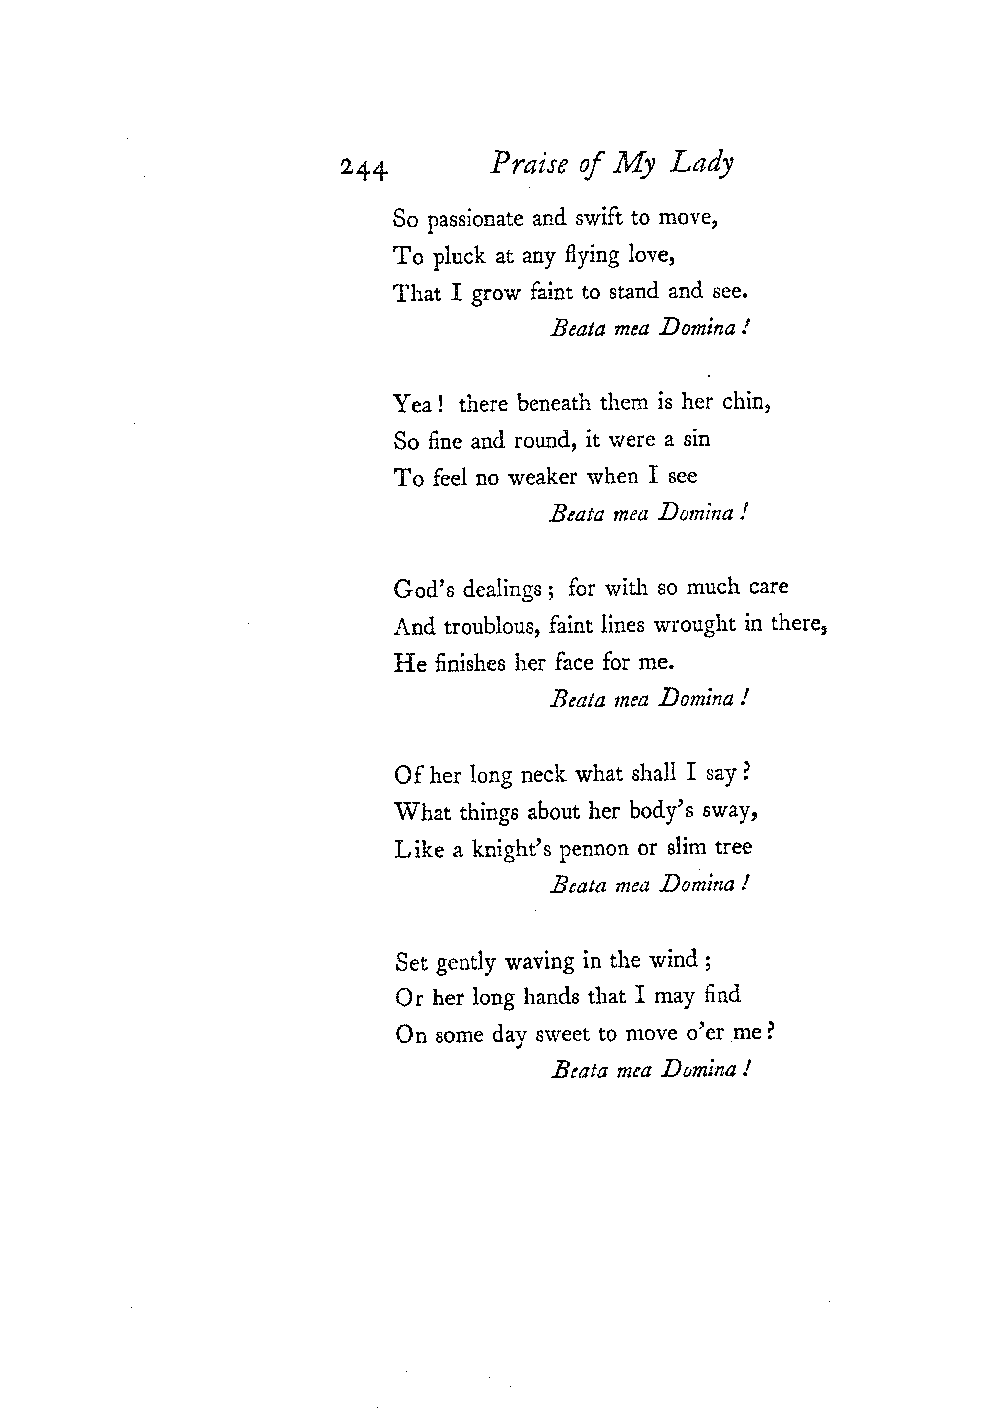 244 Praise of My Lady
So passionate and swift to move,
To pluck at any flying love,
That I grow faint to stand and see.
Beata mea Domina !
Yea ! there beneath them is her chin,
So fine and round, it were a sin
To feel no weaker when I see
Beata mea Domina !
God's dealings ; for with so much care
And troublous, faint lines wrought in there,
He finishes her face for me.
Beata mea Domina !
Of her long neck what shall I say ?
What things about her body's sway,
Like a knight's pennon or slim tree
Beata mea Domina !
Set gently waving in the wind ;
Or her long hands that I may find
On some day sweet to move o'er me ?
Beata mea Domina !